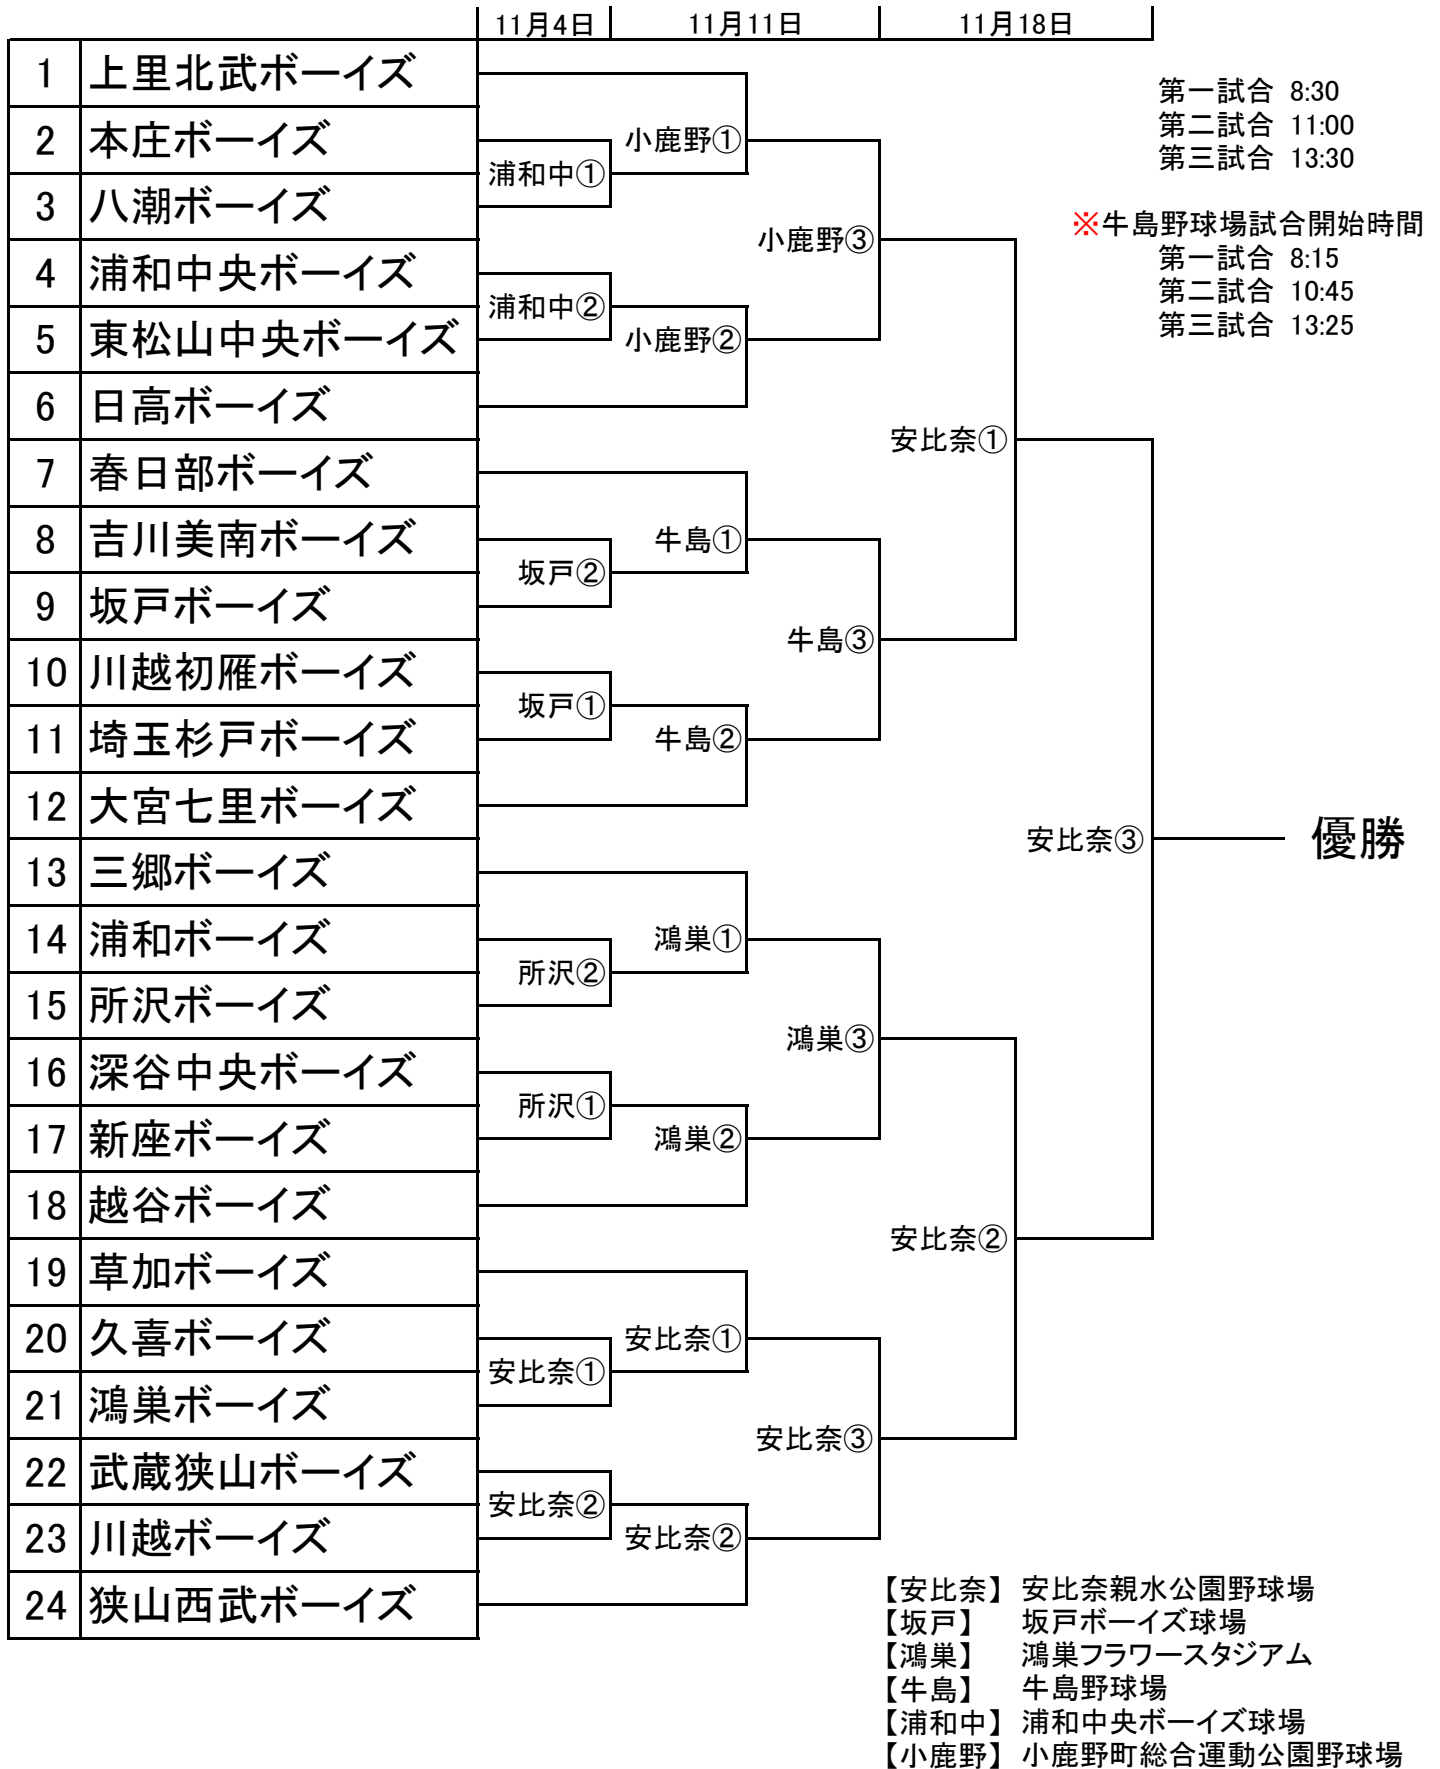 11月4日 11月11日 11月18日
1 上里北武ボーイズ
2 本庄ボーイズ
3 八潮ボーイズ
4 浦和中央ボーイズ
5 東松山中央ボーイズ
6 日高ボーイズ
7 春日部ボーイズ
8 吉川美南ボーイズ
9 坂戸ボーイズ
10 川越初雁ボーイズ
11 埼玉杉戸ボーイズ
12 大宮七里ボーイズ
13 三郷ボーイズ
14 浦和ボーイズ
15 所沢ボーイズ
16 深谷中央ボーイズ
17 新座ボーイズ
18 越谷ボーイズ
19 草加ボーイズ
20 久喜ボーイズ
21 鴻巣ボーイズ
22 武蔵狭山ボーイズ
23 川越ボーイズ
24 狭山西武ボーイズ
浦和中①
浦和中②
坂戸②
坂戸①
所沢②
所沢①
安比奈①
安比奈②
小鹿野①
小鹿野②
牛島①
牛島②
鴻巣①
鴻巣②
安比奈①
安比奈②
小鹿野③
牛島③
鴻巣③
安比奈③
安比奈①
安比奈②
安比奈③
優勝
第一試合 8:30
第二試合 11:00
第三試合 13:30
※牛島野球場試合開始時間
第一試合 8:15
第二試合 10:45
第三試合 13:25
【安比奈】 安比奈親水公園野球場
【坂戸】 坂戸ボーイズ球場
【鴻巣】 鴻巣フラワースタジアム
【牛島】 牛島野球場
【浦和中】 浦和中央ボーイズ球場
【小鹿野】 小鹿野町総合運動公園野球場